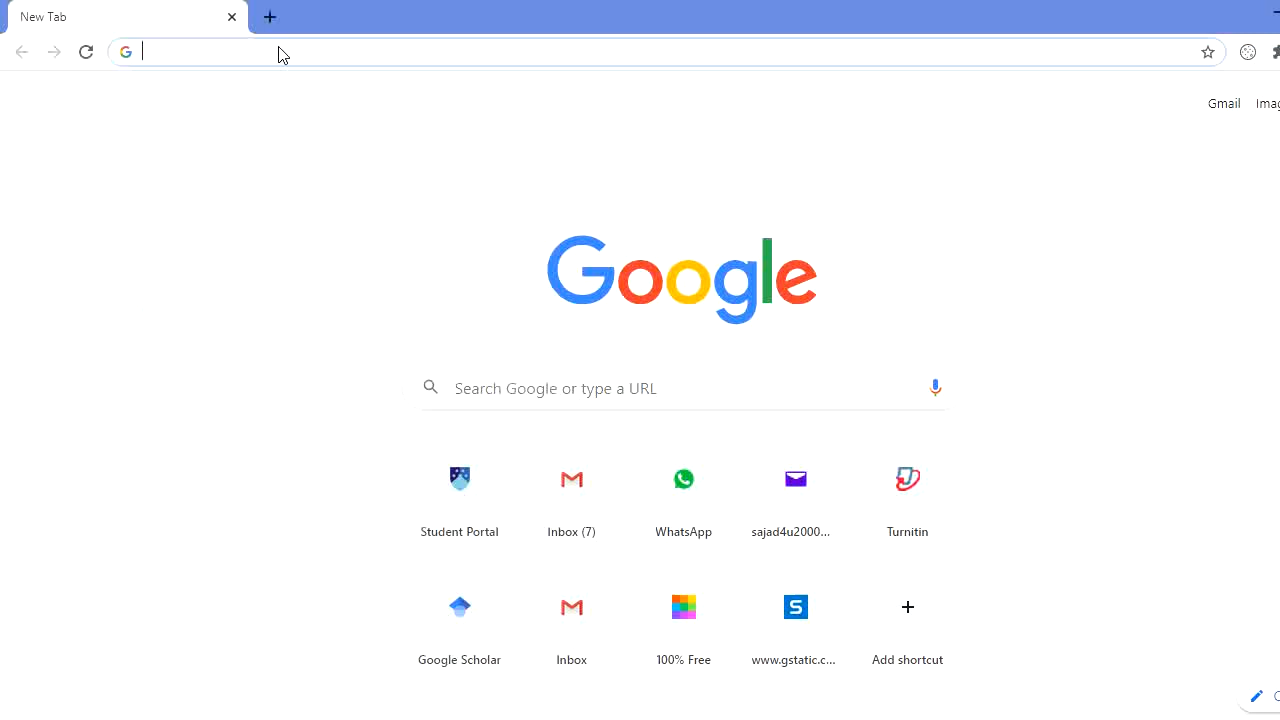 New Tab
Gmail
Google
Search Google or type a URL
Student Portal
Inbox (7)
WhatsApp
sajad4u2000...
Turnitin
Google Scholar
Inbox
100% Free
www.gstatic.c...
Add shortcut